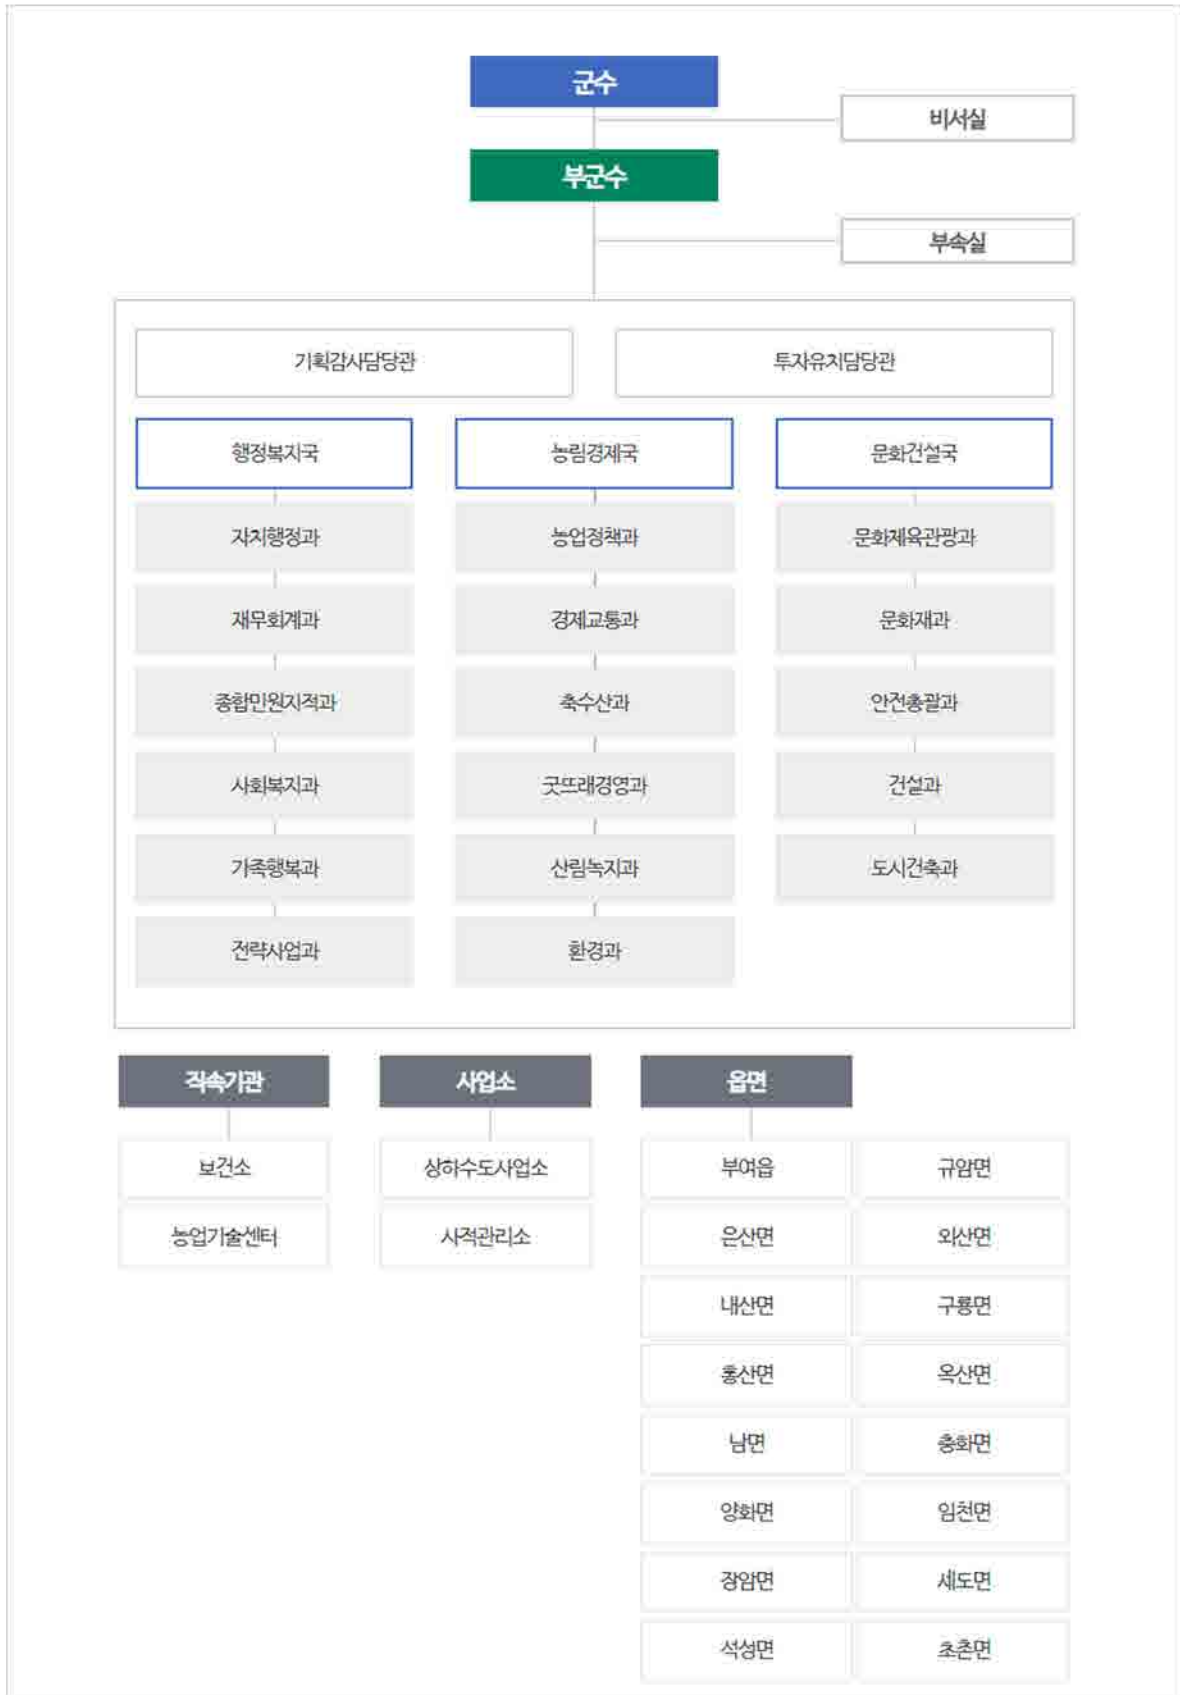 군수
비서실
부군수
부속실
기획감사담당관 투자유치담당관
행정복지국 농림경제국 문화건설국
자치행정과 농업정책과 문화체육관광과
재무회계과 경제교통과 문화재과
종합민원지적과 축수산과 안전총괄과
사회복지과 굿뜨래경영과 건설과
가족행복과 산림녹지과 도시건축과
전략사업과 환경과
직속기관 사업소 읍면
보건소 상하수도사업소 부여읍 규암면
농업기술센터 사적관리소 은산면 외산면
내산면 구룡면
홍산면 옥산면
남면 충화면
양화면 임천면
장암면 세도면
석성면 초촌면